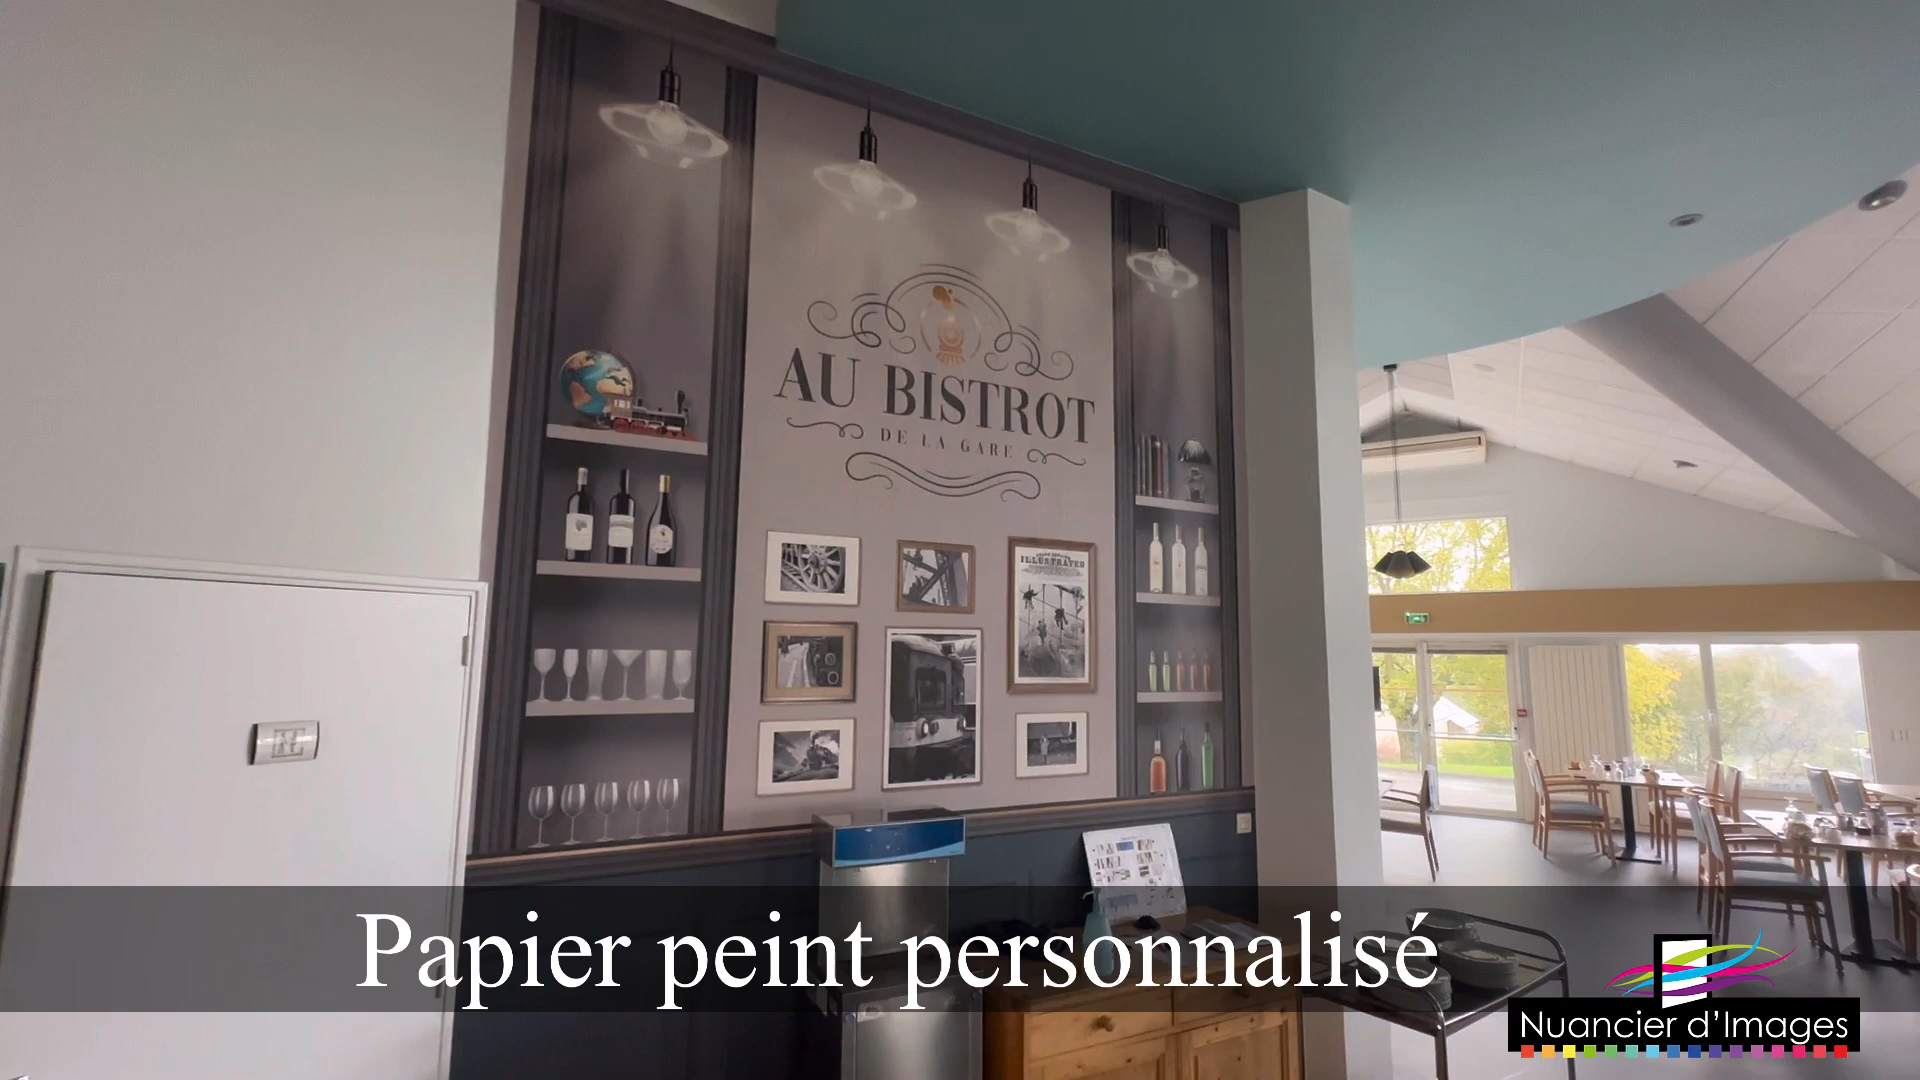 AU BISTROT
DE LA GARE
ILLUSTRATED
Papier peint personnalisé
Nuancier d'Images